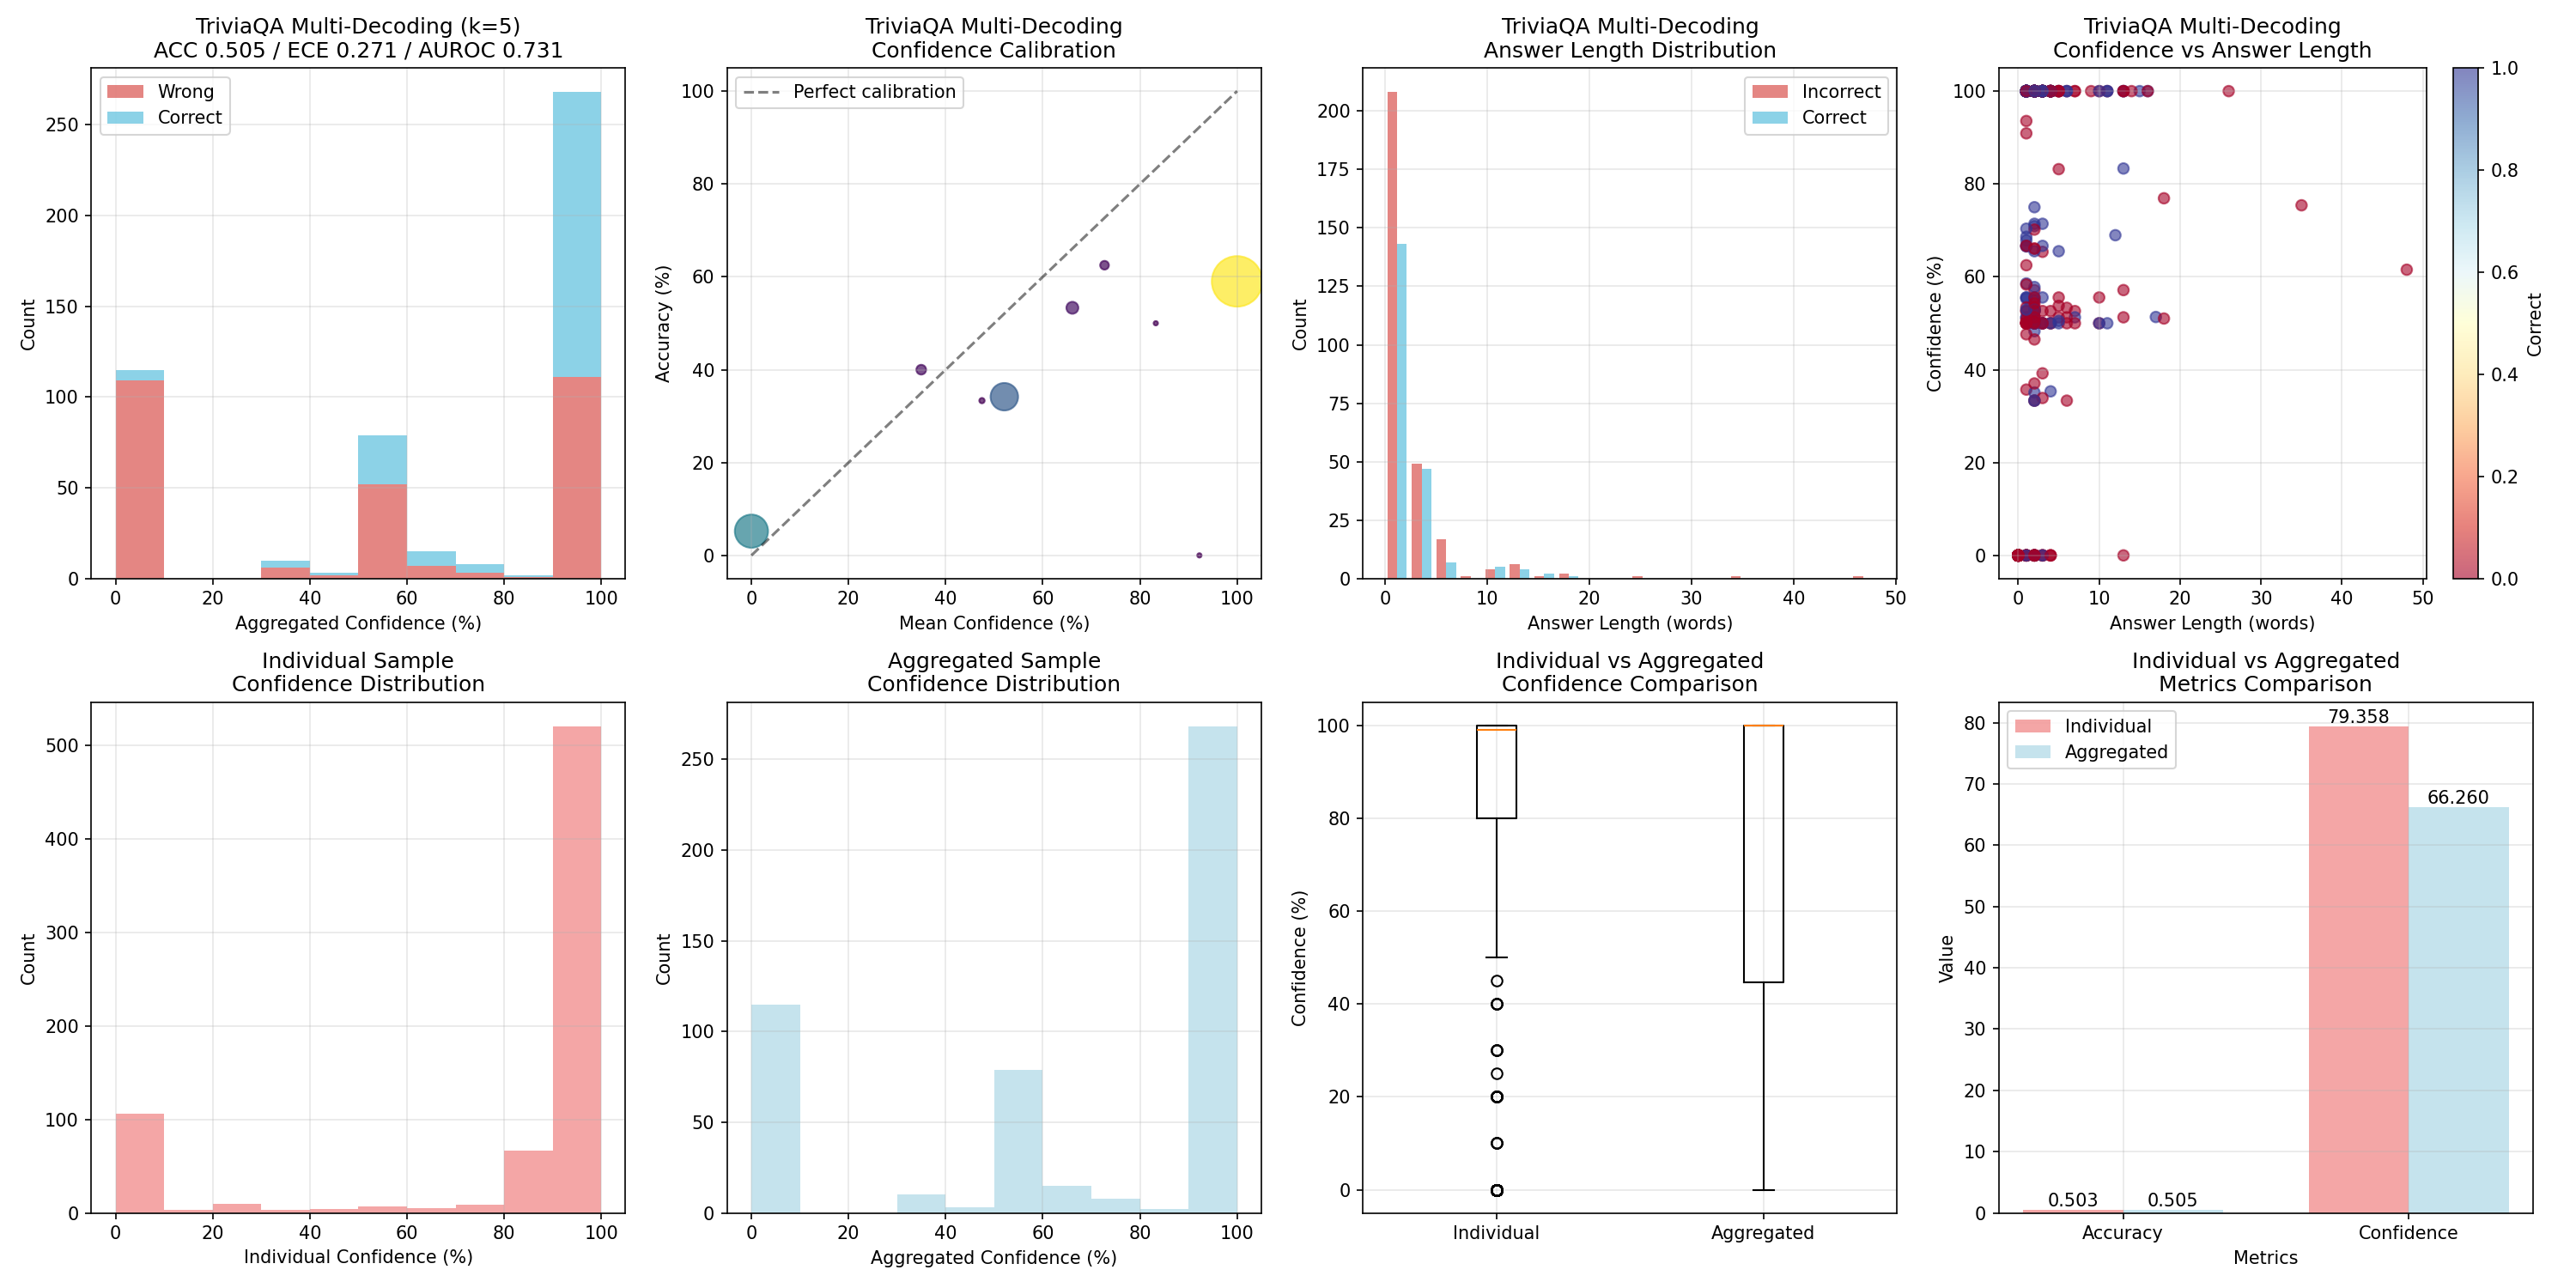 TriviaQA Multi-Decoding (k=5)
ACC 0.505 / ECE 0.271 / AUROC 0.731
Wrong
Correct
Count
250
200
150
100
50
0
0 20 40 60 80 100
Aggregated Confidence (%)
TriviaQA Multi-Decoding
Confidence Calibration
Perfect calibration
Accuracy (%)
100
80
60
40
20
0
0 20 40 60 80 100
Mean Confidence (%)
TriviaQA Multi-Decoding
Answer Length Distribution
Incorrect
Correct
Count
200
175
150
125
100
75
50
25
0
0 10 20 30 40 50
Answer Length (words)
TriviaQA Multi-Decoding
Confidence vs Answer Length
Confidence (%)
100
80
60
40
20
0
0 10 20 30 40 50
Answer Length (words)
1.0
0.8
0.6
0.4
0.2
0.0
Correct
Individual Sample
Confidence Distribution
Count
500
400
300
200
100
0
0 20 40 60 80 100
Individual Confidence (%)
Aggregated Sample
Confidence Distribution
Count
250
200
150
100
50
0
0 20 40 60 80 100
Aggregated Confidence (%)
Individual vs Aggregated
Confidence Comparison
Confidence (%)
100
80
60
40
20
0
Individual Aggregated
Individual vs Aggregated
Metrics Comparison
Individual
Aggregated
79.358
66.260
0.503 0.505
Value
80
70
60
50
40
30
20
10
0
Accuracy Confidence
Metrics